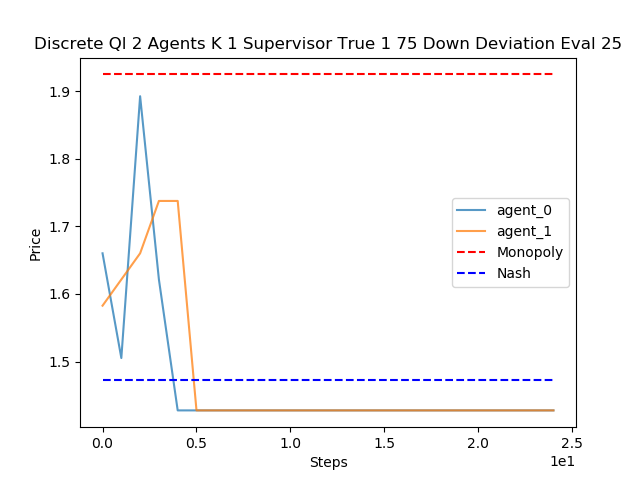 Discrete Ql 2 Agents K 1 Supervisor True 1 75 Down Deviation Eval 25
1.9
1.8
1.7
1.6
1.5
Price
agent_0
agent_1
Monopoly
Nash
0.0 0.5 1.0 1.5 2.0 2.5
1e1
Steps